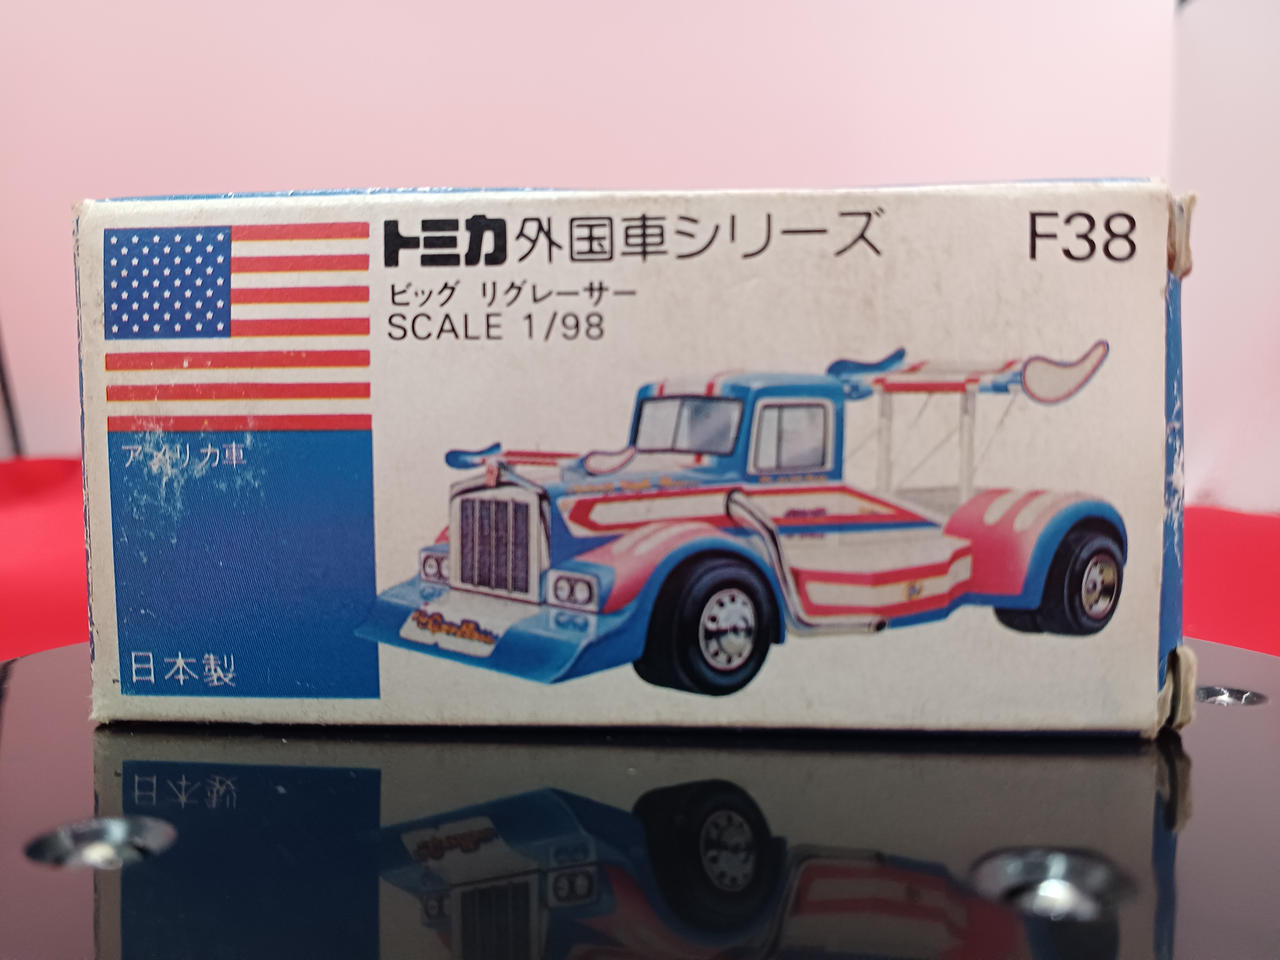 トミカ外国車シリーズ F38
ビッグ リグレーサー
SCALE 1/98
アメリカ車
日本製